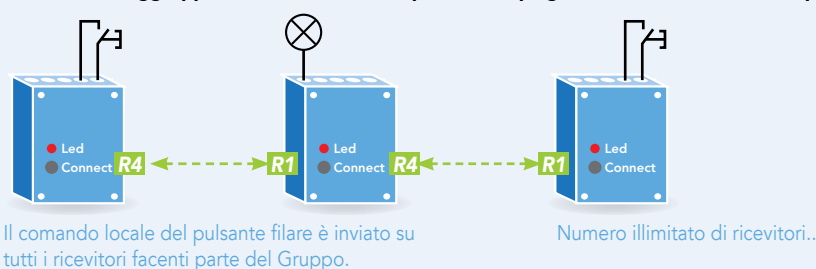 Led
Connect
R4
R1
Led
Connect
R4
R1
Led
Connect
Il comando locale del pulsante filare è inviato su
tutti i ricevitori facenti parte del Gruppo.
Numero illimitato di ricevitori..